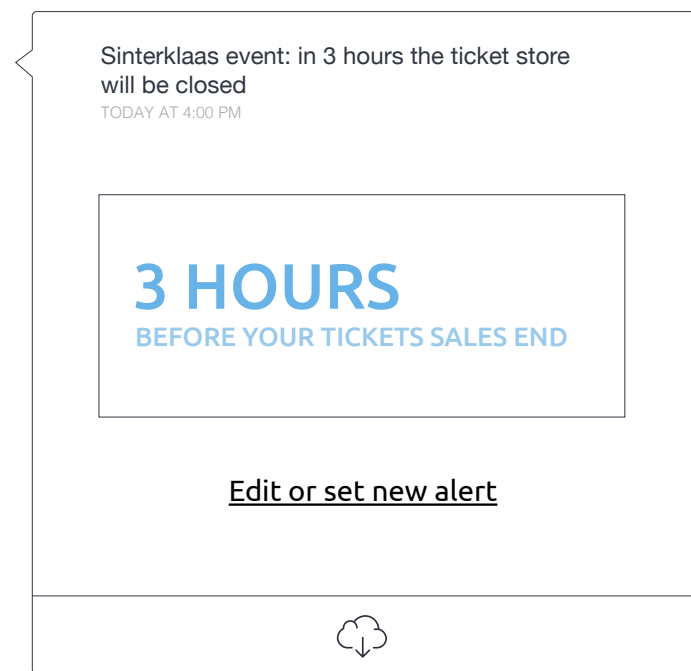 Sinterklaas event: in 3 hours the ticket store
will be closed
TODAY AT 4:00 PM
3 HOURS
BEFORE YOUR TICKETS SALES END
Edit or set new alert